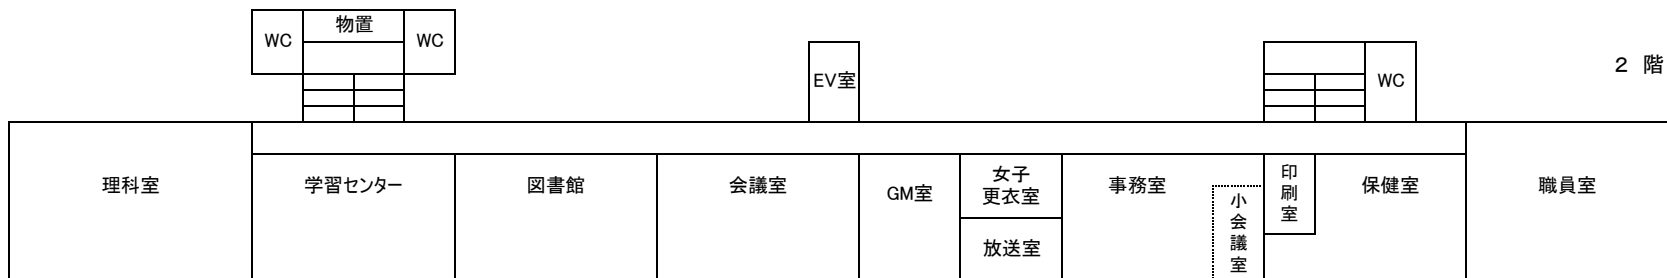 物置
WC
WC
EV室
WC
２ 階
理科室
学習センター
図書館
会議室
GM室
女子
更衣室
放送室
事務室
小会議室
印刷室
保健室
職員室